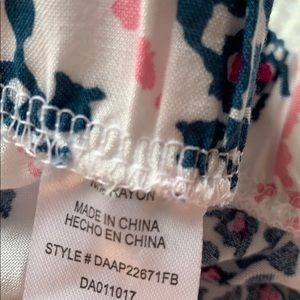 RAYON
MADE IN CHINA
HECHO EN CHINA
STYLE # DAAP22671FB
DA011017